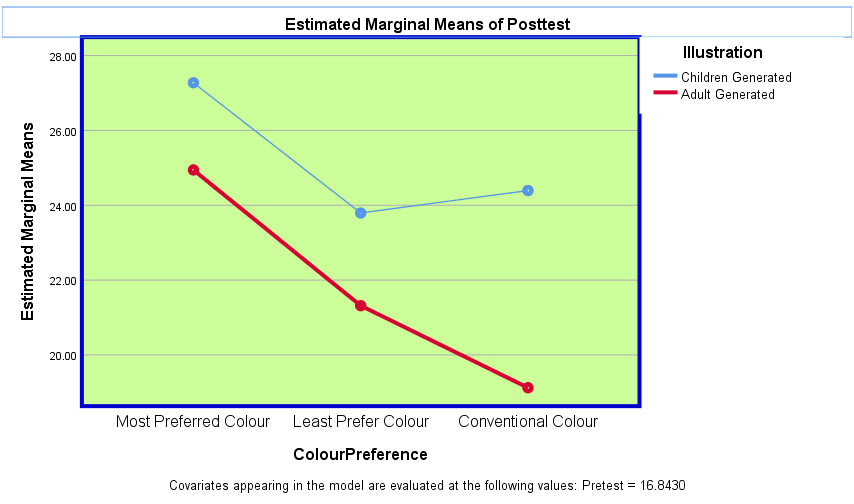 Estimated Marginal Means of Posttest
Illustration
Children Generated
Adult Generated
Estimated Marginal Means
28.00
26.00
24.00
22.00
20.00
Most Preferred Colour
Least Prefer Colour
Conventional Colour
ColourPreference
Covariates appearing in the model are evaluated at the following values: Pretest = 16.8430